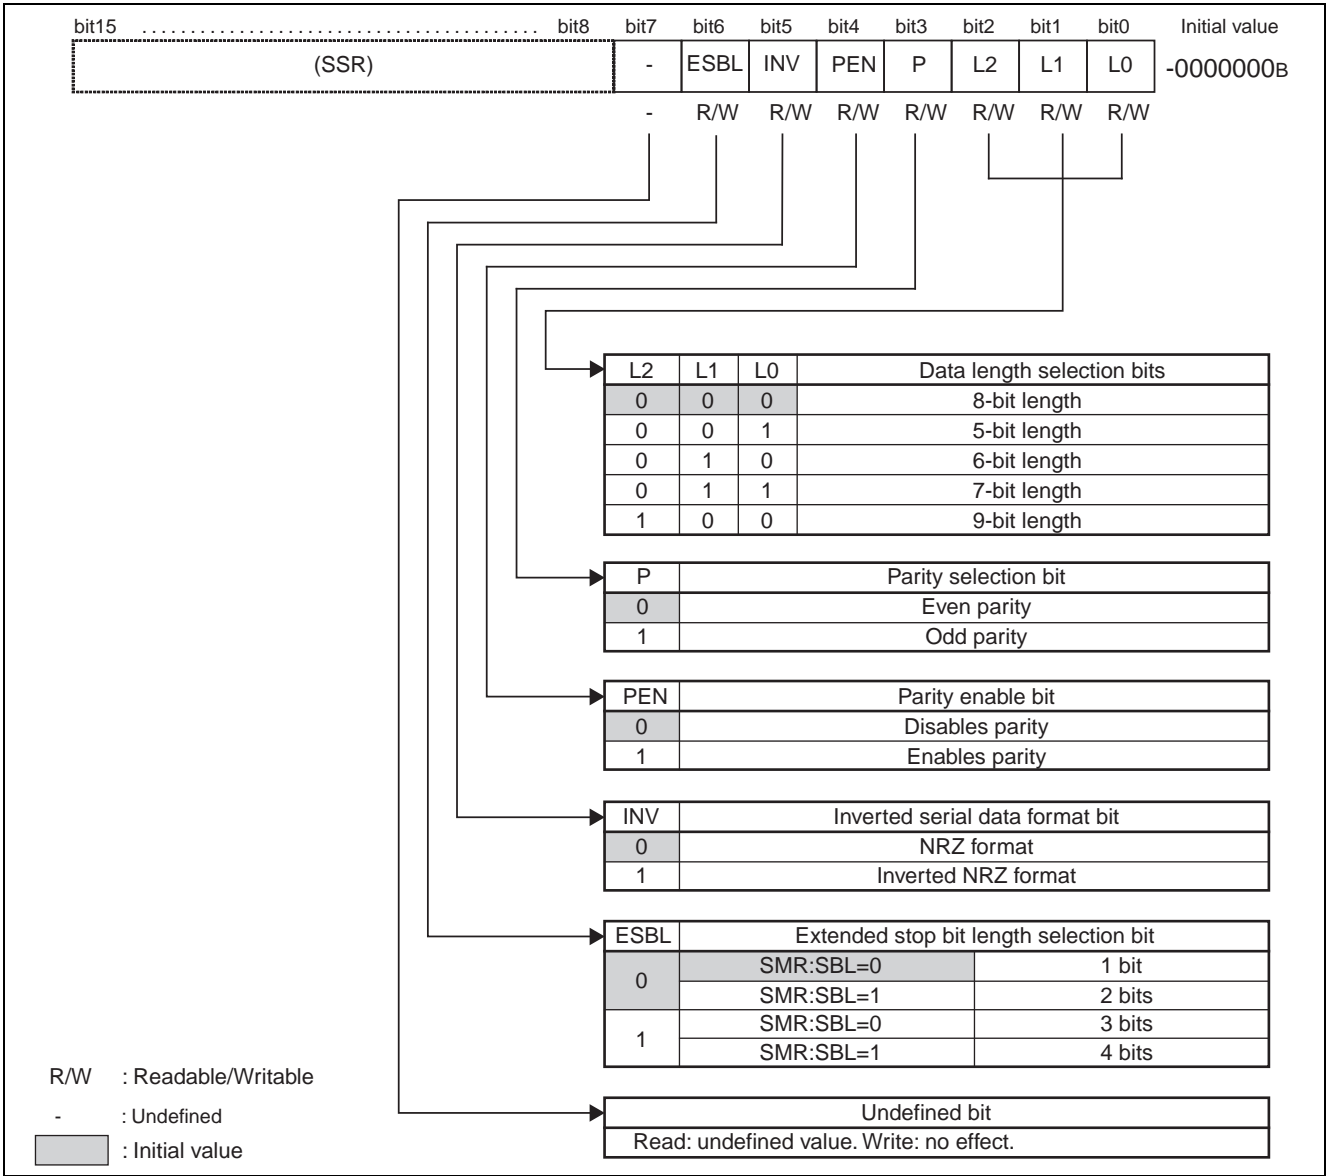 bit15 ........................................ bit8 bit7 bit6 bit5 bit4 bit3 bit2 bit1 bit0 Initial value
(SSR) - ESBL INV PEN P L2 L1 L0 -0000000B
- R/W R/W R/W R/W R/W R/W R/W
L2 L1 L0 Data length selection bits
0 0 0 8-bit length
0 0 1 5-bit length
0 1 0 6-bit length
0 1 1 7-bit length
1 0 0 9-bit length
P Parity selection bit
0 Even parity
1 Odd parity
PEN Parity enable bit
0 Disables parity
1 Enables parity
INV Inverted serial data format bit
0 NRZ format
1 Inverted NRZ format
ESBL Extended stop bit length selection bit
0 SMR:SBL=0 1 bit
SMR:SBL=1 2 bits
1 SMR:SBL=0 3 bits
SMR:SBL=1 4 bits
Undefined bit
Read: undefined value. Write: no effect.
R/W : Readable/Writable
- : Undefined
: Initial value